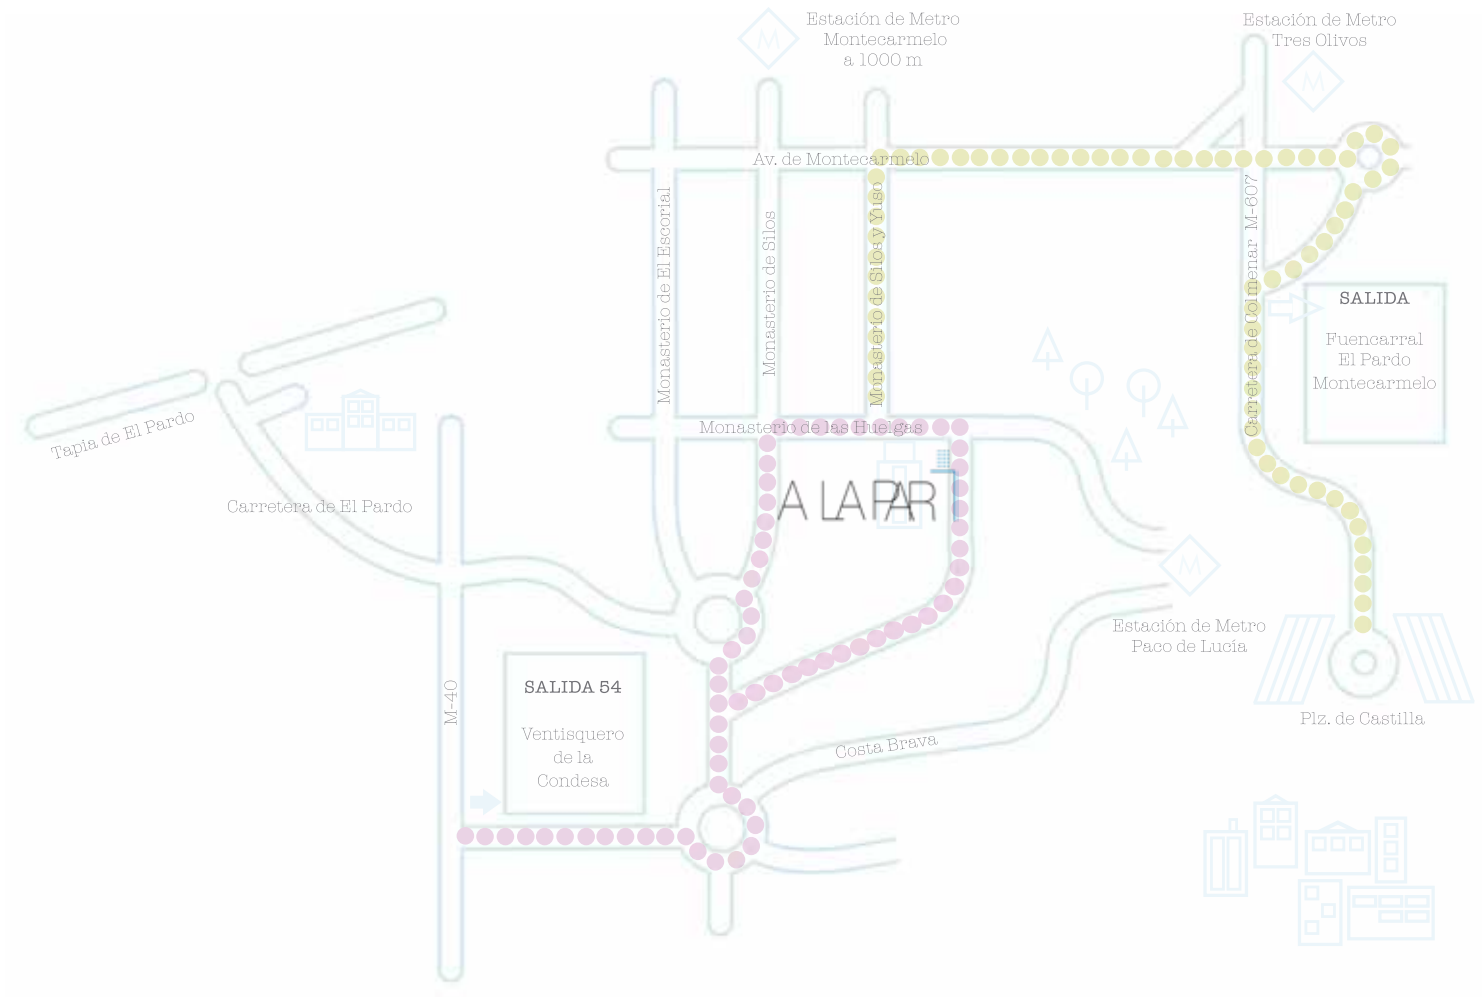 Estación de Metro
Montecarmelo
a 1000 m
Estación de Metro
Tres Olivos
M
M
Av. de Montecarmelo
Monasterio de El Escorial
Monasterio de Silos
Monasterio de Silos y Yuso
Carretera de Colmenar M-607
SALIDA
Fuencarral
El Pardo
Montecarmelo
Tapia de El Pardo
Monasterio de las Huelgas
Carretera de El Pardo
A LA PAR
M
Estación de Metro
Paco de Lucía
M-40
SALIDA 54
Ventisquero
de la
Condesa
Costa Brava
Plz. de Castilla